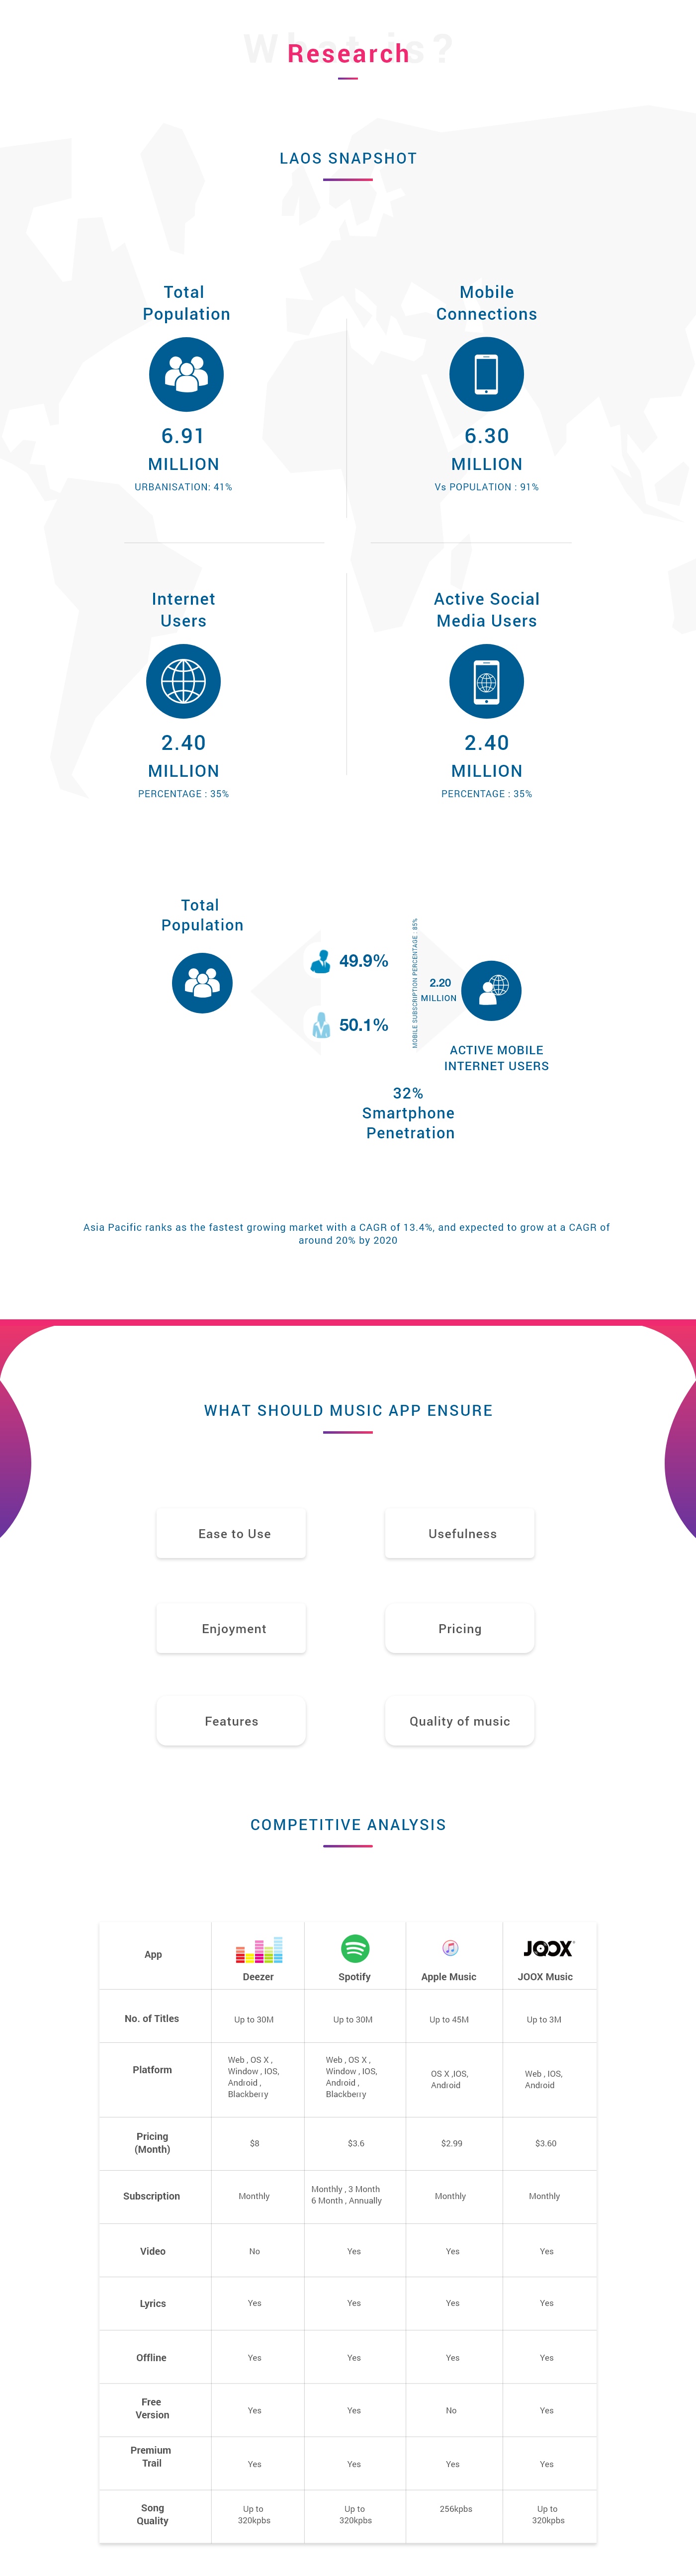 What is?
Research
LAOS SNAPSHOT
Total
Population
6.91
MILLION
URBANISATION: 41%
Mobile
Connections
6.30
MILLION
Vs POPULATION : 91%
Internet
Users
2.40
MILLION
PERCENTAGE : 35%
Active Social
Media Users
2.40
MILLION
PERCENTAGE : 35%
Total
Population
49.9%
50.1%
MOBILE SUBSCRIPTION PERCENTAGE : 85%
2.20
MILLION
ACTIVE MOBILE
INTERNET USERS
32%
Smartphone
Penetration
Asia Pacific ranks as the fastest growing market with a CAGR of 13.4%, and expected to grow at a CAGR of
around 20% by 2020
WHAT SHOULD MUSIC APP ENSURE
Ease to Use
Usefulness
Enjoyment
Pricing
Features
Quality of music
COMPETITIVE ANALYSIS
App
Deezer
Spotify
Apple Music
JOOX
JOOX Music
No. of Titles
Up to 30M
Up to 30M
Up to 45M
Up to 3M
Platform
Web , OS X ,
Window , IOS,
Android ,
Blackberry
Web , OS X ,
Window , IOS,
Android ,
Blackberry
OS X ,IOS,
Android
Web , IOS,
Android
Pricing
(Month)
$8
$3.6
$2.99
$3.60
Subscription
Monthly
Monthly , 3 Month
6 Month , Annually
Monthly
Monthly
Video
No
Yes
Yes
Yes
Lyrics
Yes
Yes
Yes
Yes
Offline
Yes
Yes
Yes
Yes
Free
Version
Yes
Yes
No
Yes
Premium
Trail
Yes
Yes
Yes
Yes
Song
Quality
Up to
320kpbs
Up to
320kpbs
256kpbs
Up to
320kpbs